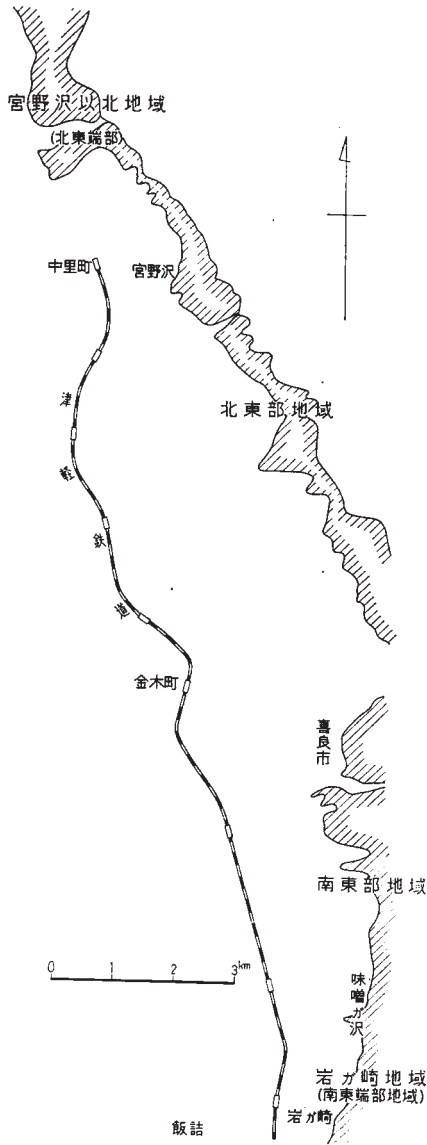 宮野沢以北地域
(北東端部)
中里町
宮野沢
津軽鉄道
北東部地域
金木町
喜良市
南東部地域
0 1 2 3km
味噌ガ沢
岩ガ崎地域
(南東端部地域)
岩ガ崎
飯詰